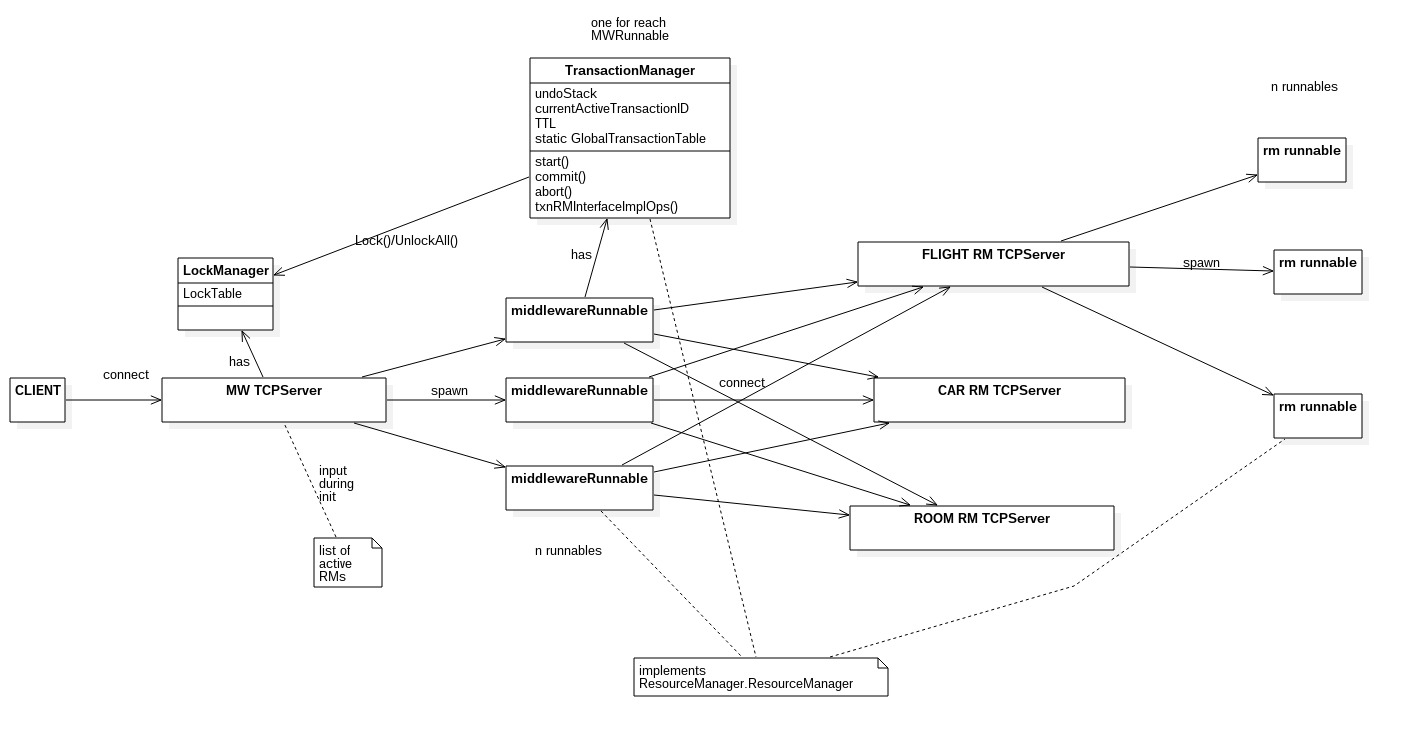 one for reach
MWRunnable
TransactionManager
undoStack
currentActiveTransactionID
TTL
static GlobalTransactionTable
start()
commit()
abort()
txnRMInterfaceImplOps()
n runnables
rm runnable
Lock()/UnlockAll()
has
FLIGHT RM TCPServer
spawn
rm runnable
LockManager
LockTable
middlewareRunnable
has
connect
CLIENT
MW TCPServer
spawn
middlewareRunnable
connect
CAR RM TCPServer
rm runnable
input
during
init
middlewareRunnable
ROOM RM TCPServer
n runnables
list of
active
RMs
implements
ResourceManager.ResourceManager